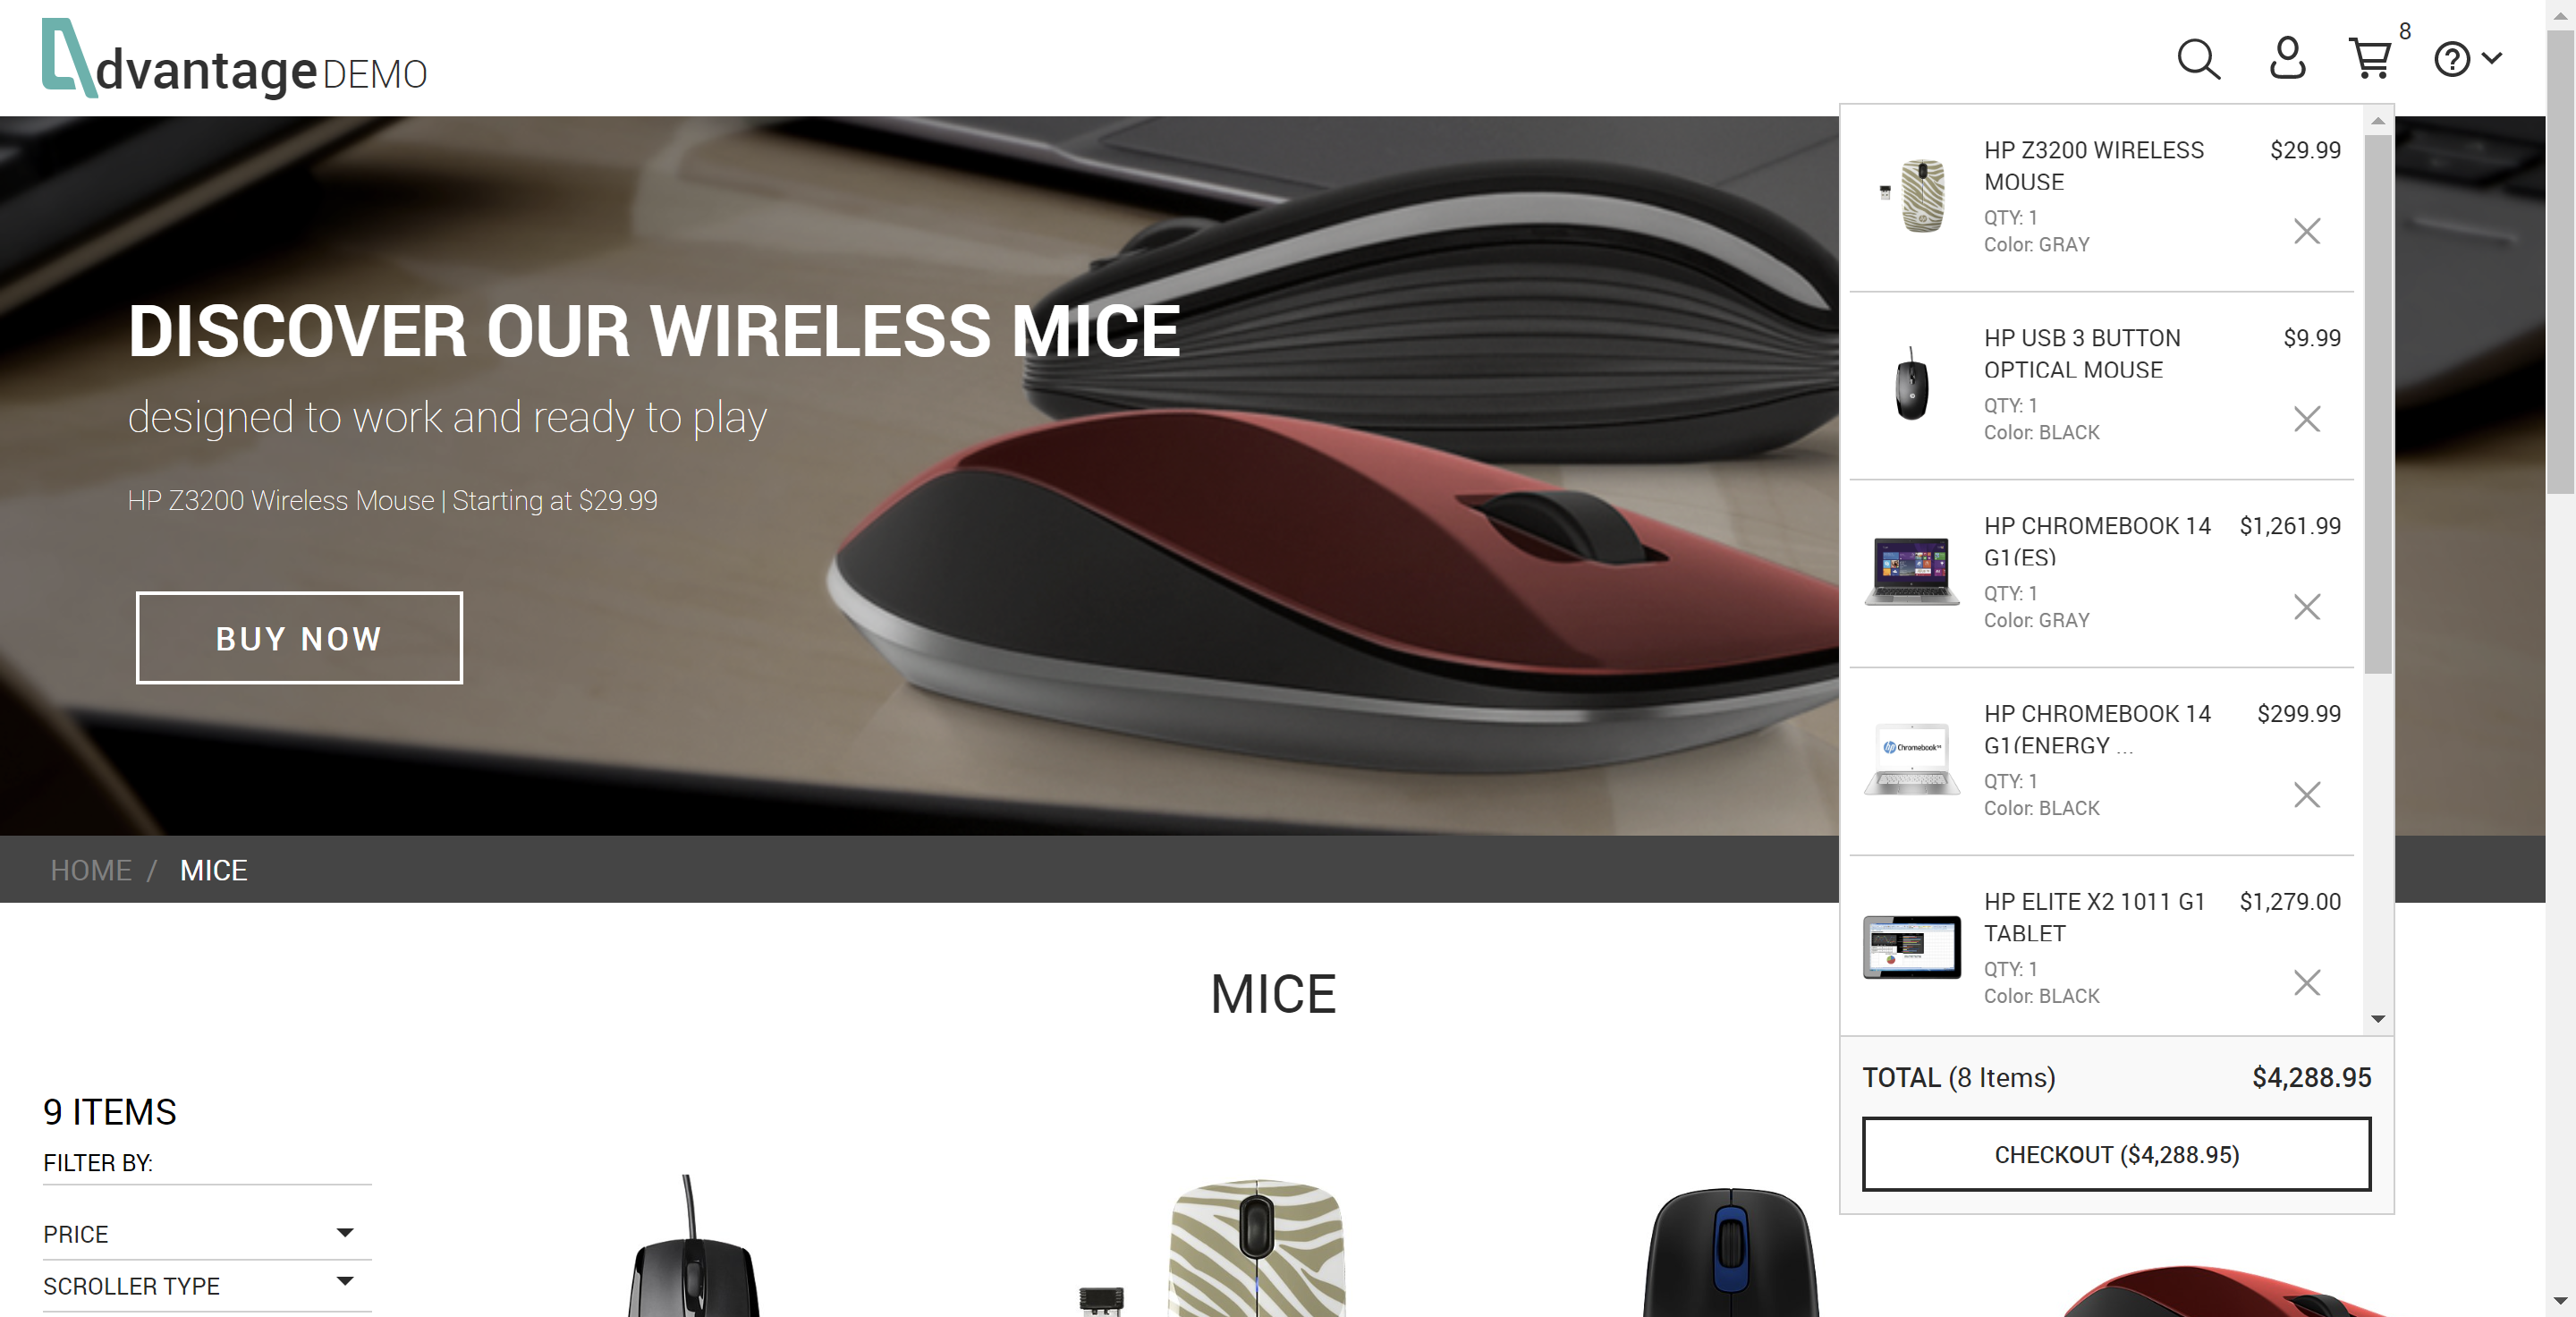 dvantage DEMO
8
DISCOVER OUR WIRELESS MICE
designed to work and ready to play
HP Z3200 Wireless Mouse | Starting at $29.99
BUY NOW
HOME / MICE
HP Z3200 WIRELESS MOUSE $29.99
QTY: 1
Color: GRAY
HP USB 3 BUTTON OPTICAL MOUSE $9.99
QTY: 1
Color: BLACK
HP CHROMEBOOK 14 G1(ES) $1,261.99
QTY: 1
Color: GRAY
hp Chromebook
HP CHROMEBOOK 14 G1(ENERGY ... $299.99
QTY: 1
Color: BLACK
HP ELITE X2 1011 G1 TABLET $1,279.00
QTY: 1
Color: BLACK
TOTAL (8 Items) $4,288.95
CHECKOUT ($4,288.95)
MICE
9 ITEMS
FILTER BY:
PRICE
SCROLLER TYPE